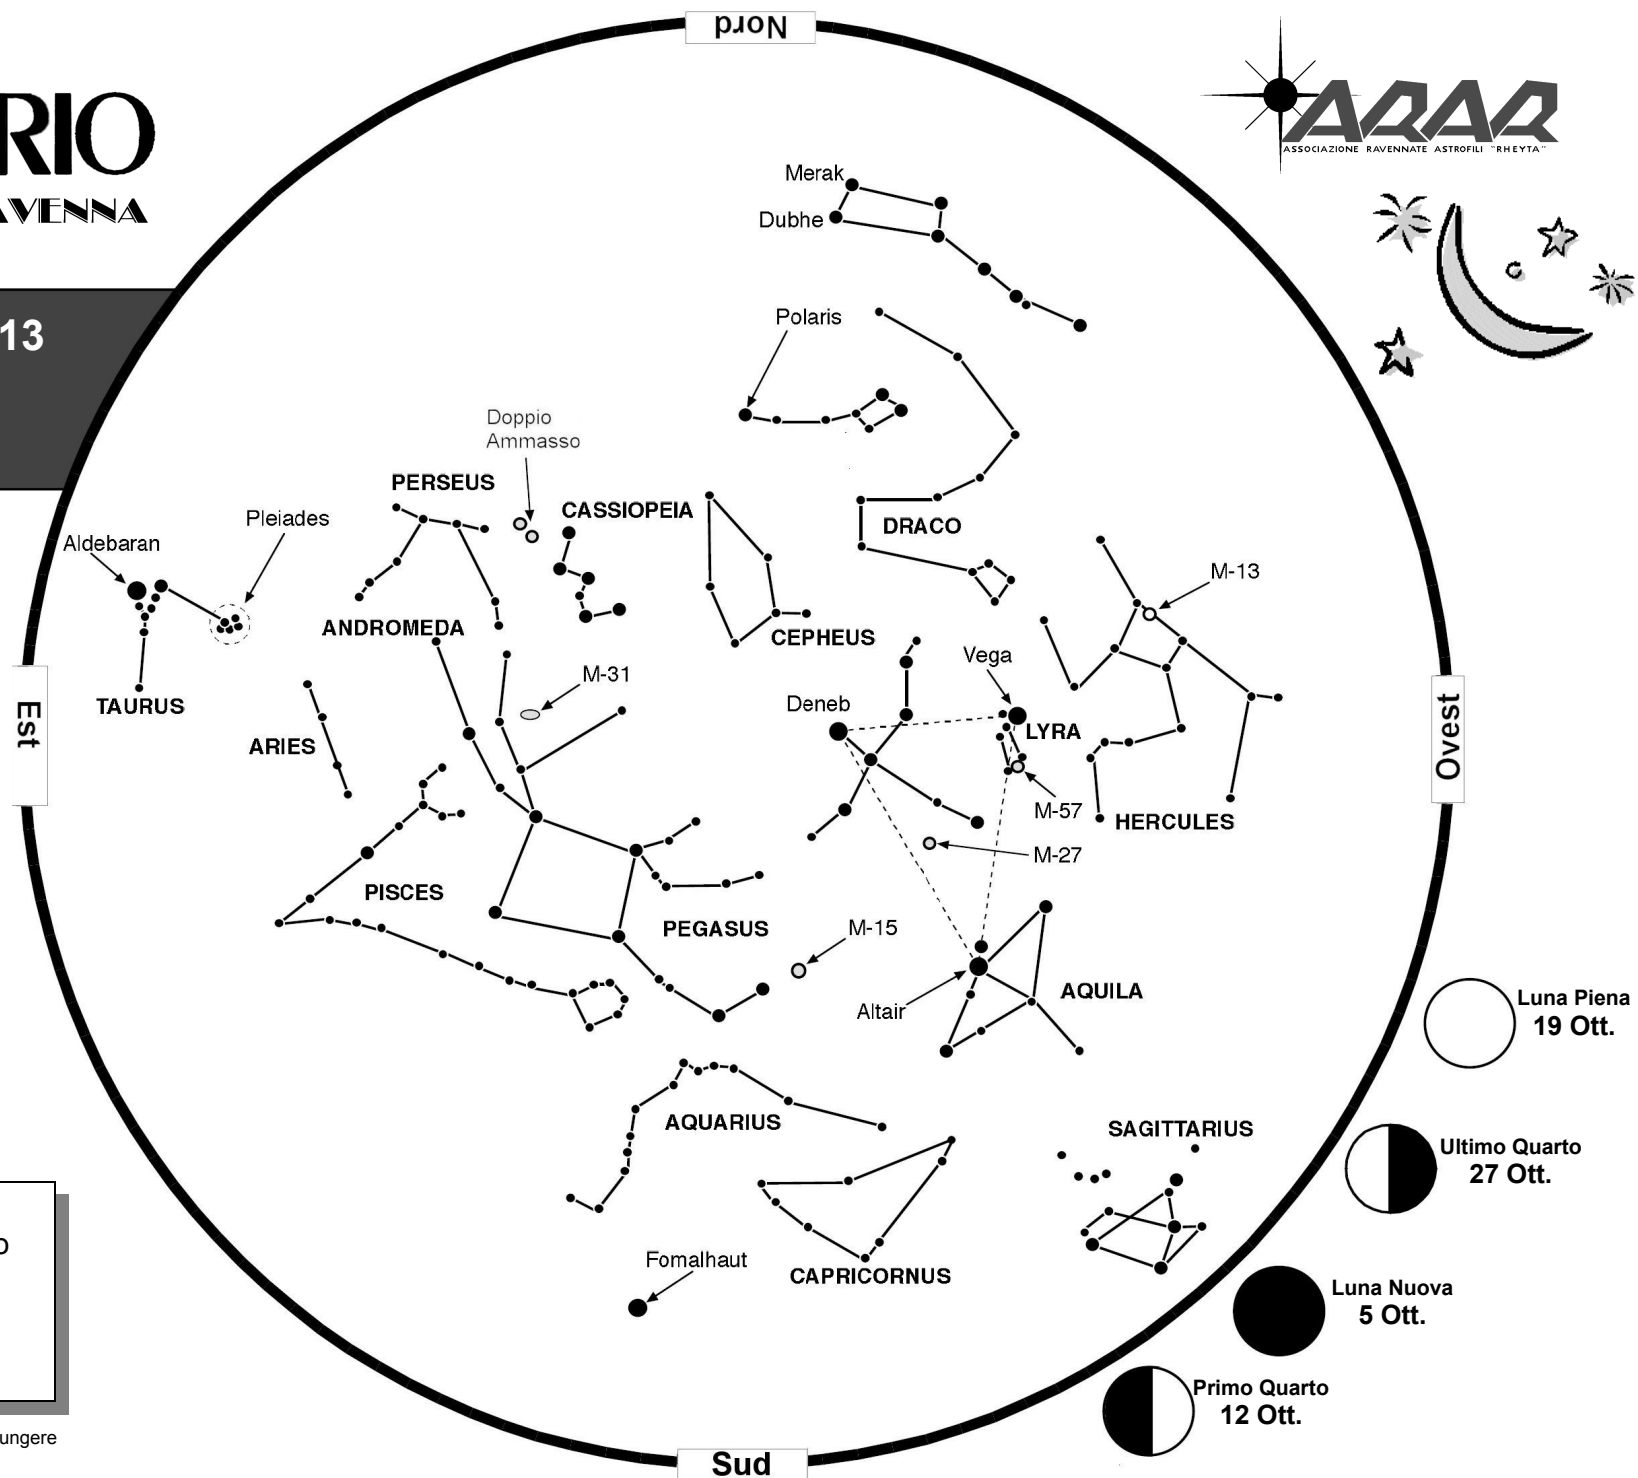 Nord
RIO
AVENNA
ARAR
ASSOCIAZIONE RAVENNATE ASTROFILI "RHEYTA"
13
Merak
Dubhe
Polaris
Doppio
Ammasso
PERSEUS
CASSIOPEIA
Pleiades
Aldebaran
DRACO
M-13
ANDROMEDA
CEPHEUS
Vega
M-31
Deneb
TAURUS
LYRA
Est
ARIES
Ovest
M-57
HERCULES
M-27
PISCES
PEGASUS
M-15
AQUILA
Altair
Luna Piena
19 Ott.
AQUARIUS
SAGITTARIUS
Ultimo Quarto
27 Ott.
o
Fomalhaut
CAPRICORNUS
Luna Nuova
5 Ott.
Primo Quarto
12 Ott.
ungere
Sud